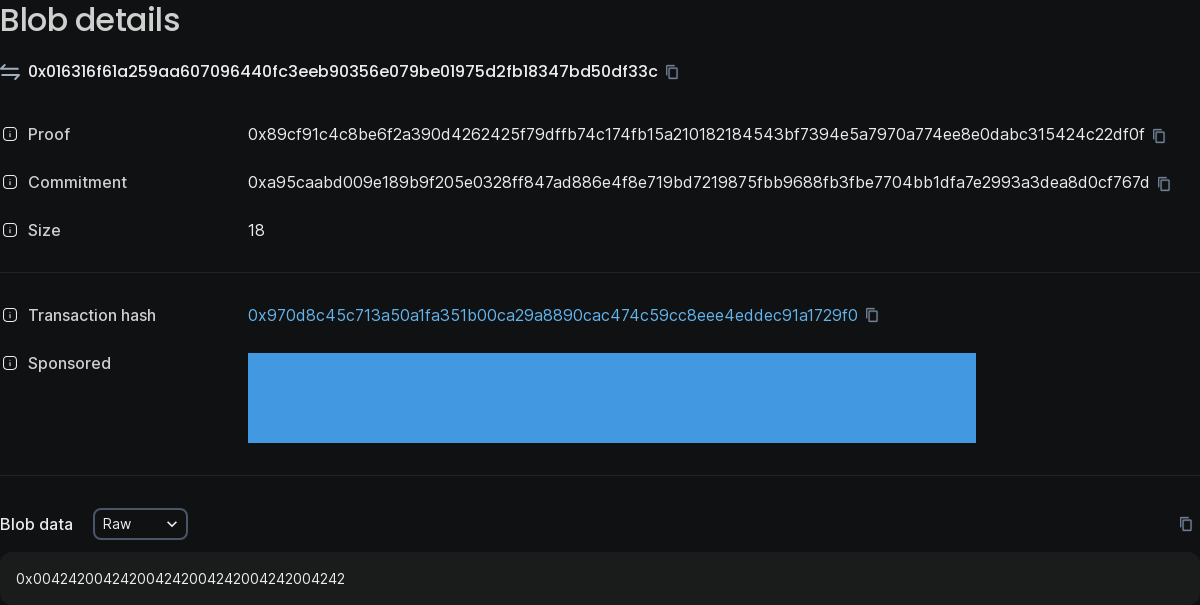 Blob details
0x016316f61a259aa607096440fc3eeb90356e079be01975d2fb18347bd50df33c
Proof 0x89cf91c4c8be6f2a390d4262425f79dffb74c174fb15a210182184543bf7394e5a7970a774ee8e0dabc315424c22df0f
Commitment 0xa95caabd009e189b9f205e0328ff847ad886e4f8e719bd7219875fbb9688fb3fbe7704bb1dfa7e2993a3dea8d0cf767d
Size 18
Transaction hash 0x970d8c45c713a50a1fa351b00ca29a8890cac474c59cc8eee4eddec91a1729f0
Sponsored
Blob data Raw
0x004242004242004242004242004242004242